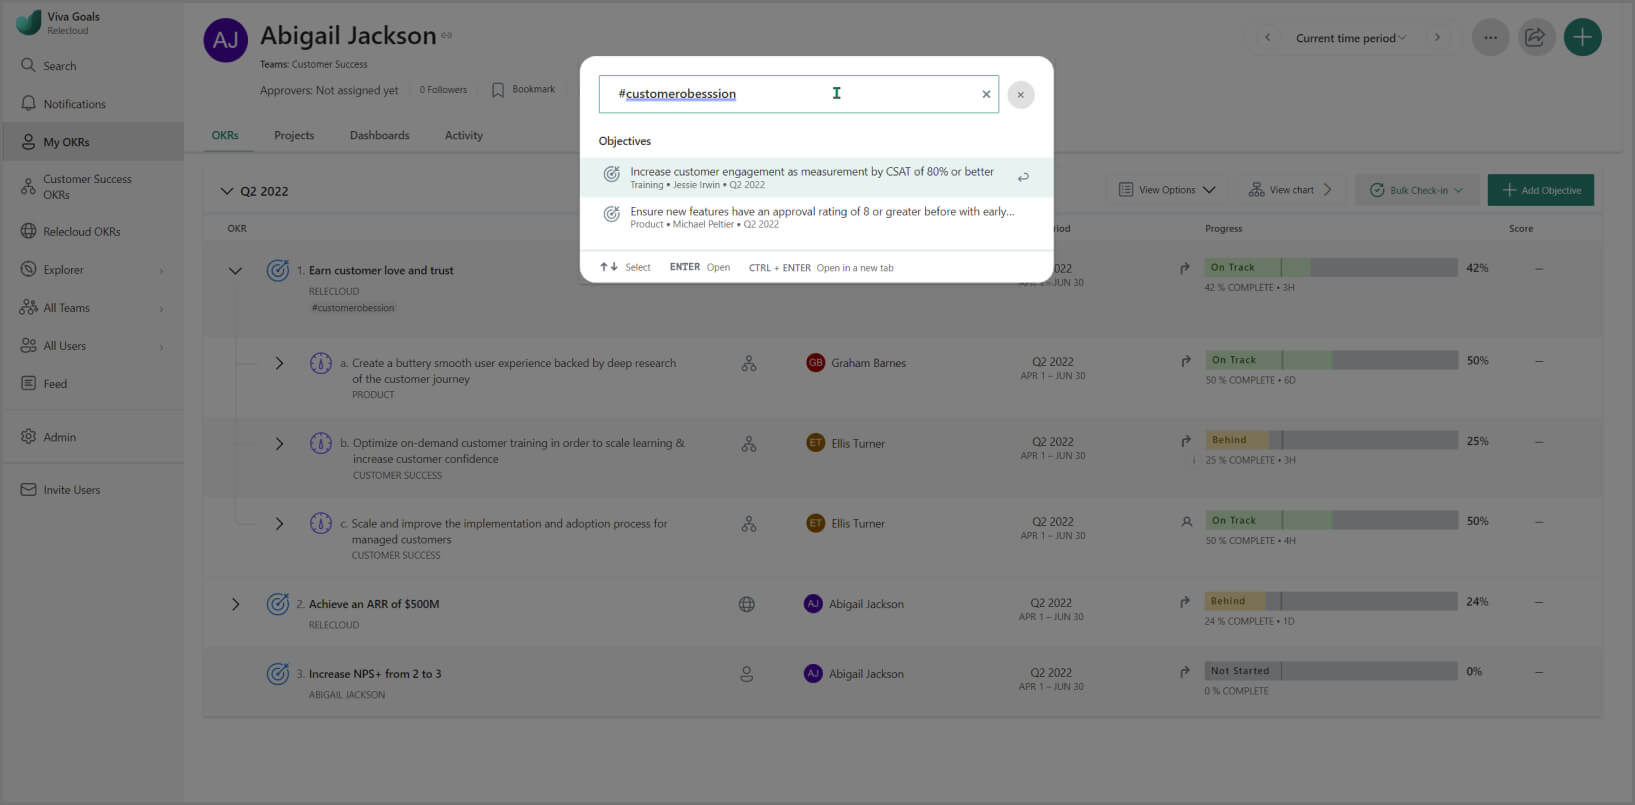 Viva Goals
Relecloud
Search
Notifications
My OKRs
Customer Success
OKRs
Relecloud OKRs
Explorer
All Teams
All Users
Feed
Admin
Invite Users
AJ
Abigail Jackson
Teams: Customer Success
Approvers: Not assigned yet
0 Followers
Bookmark
Current time period
OKRs
Projects
Dashboards
Activity
#customerobesssion
Objectives
Increase customer engagement as measurement by CSAT of 80% or better
Training • Jessie Irwin • Q2 2022
Ensure new features have an approval rating of 8 or greater before with early...
Product • Michael Peltier • Q2 2022
Select
ENTER Open
CTRL + ENTER Open in a new tab
Q2 2022
View Options
View chart
Bulk Check-in
Add Objective
OKR
Progress
Score
1. Earn customer love and trust
RELECLOUD
#customerobession
On Track
42%
42 % COMPLETE • 3H
—
a. Create a buttery smooth user experience backed by deep research
of the customer journey
PRODUCT
GB
Graham Barnes
Q2 2022
APR 1 – JUN 30
On Track
50%
50 % COMPLETE • 6D
—
b. Optimize on-demand customer training in order to scale learning &
increase customer confidence
CUSTOMER SUCCESS
ET
Ellis Turner
Q2 2022
APR 1 – JUN 30
Behind
25%
25 % COMPLETE • 3H
—
c. Scale and improve the implementation and adoption process for
managed customers
CUSTOMER SUCCESS
ET
Ellis Turner
Q2 2022
APR 1 – JUN 30
On Track
50%
50 % COMPLETE • 4H
—
2. Achieve an ARR of $500M
RELECLOUD
AJ
Abigail Jackson
Q2 2022
APR 1 – JUN 30
Behind
24%
24 % COMPLETE • 1D
—
3. Increase NPS+ from 2 to 3
ABIGAIL JACKSON
AJ
Abigail Jackson
Q2 2022
APR 1 – JUN 30
Not Started
0%
0 % COMPLETE
—